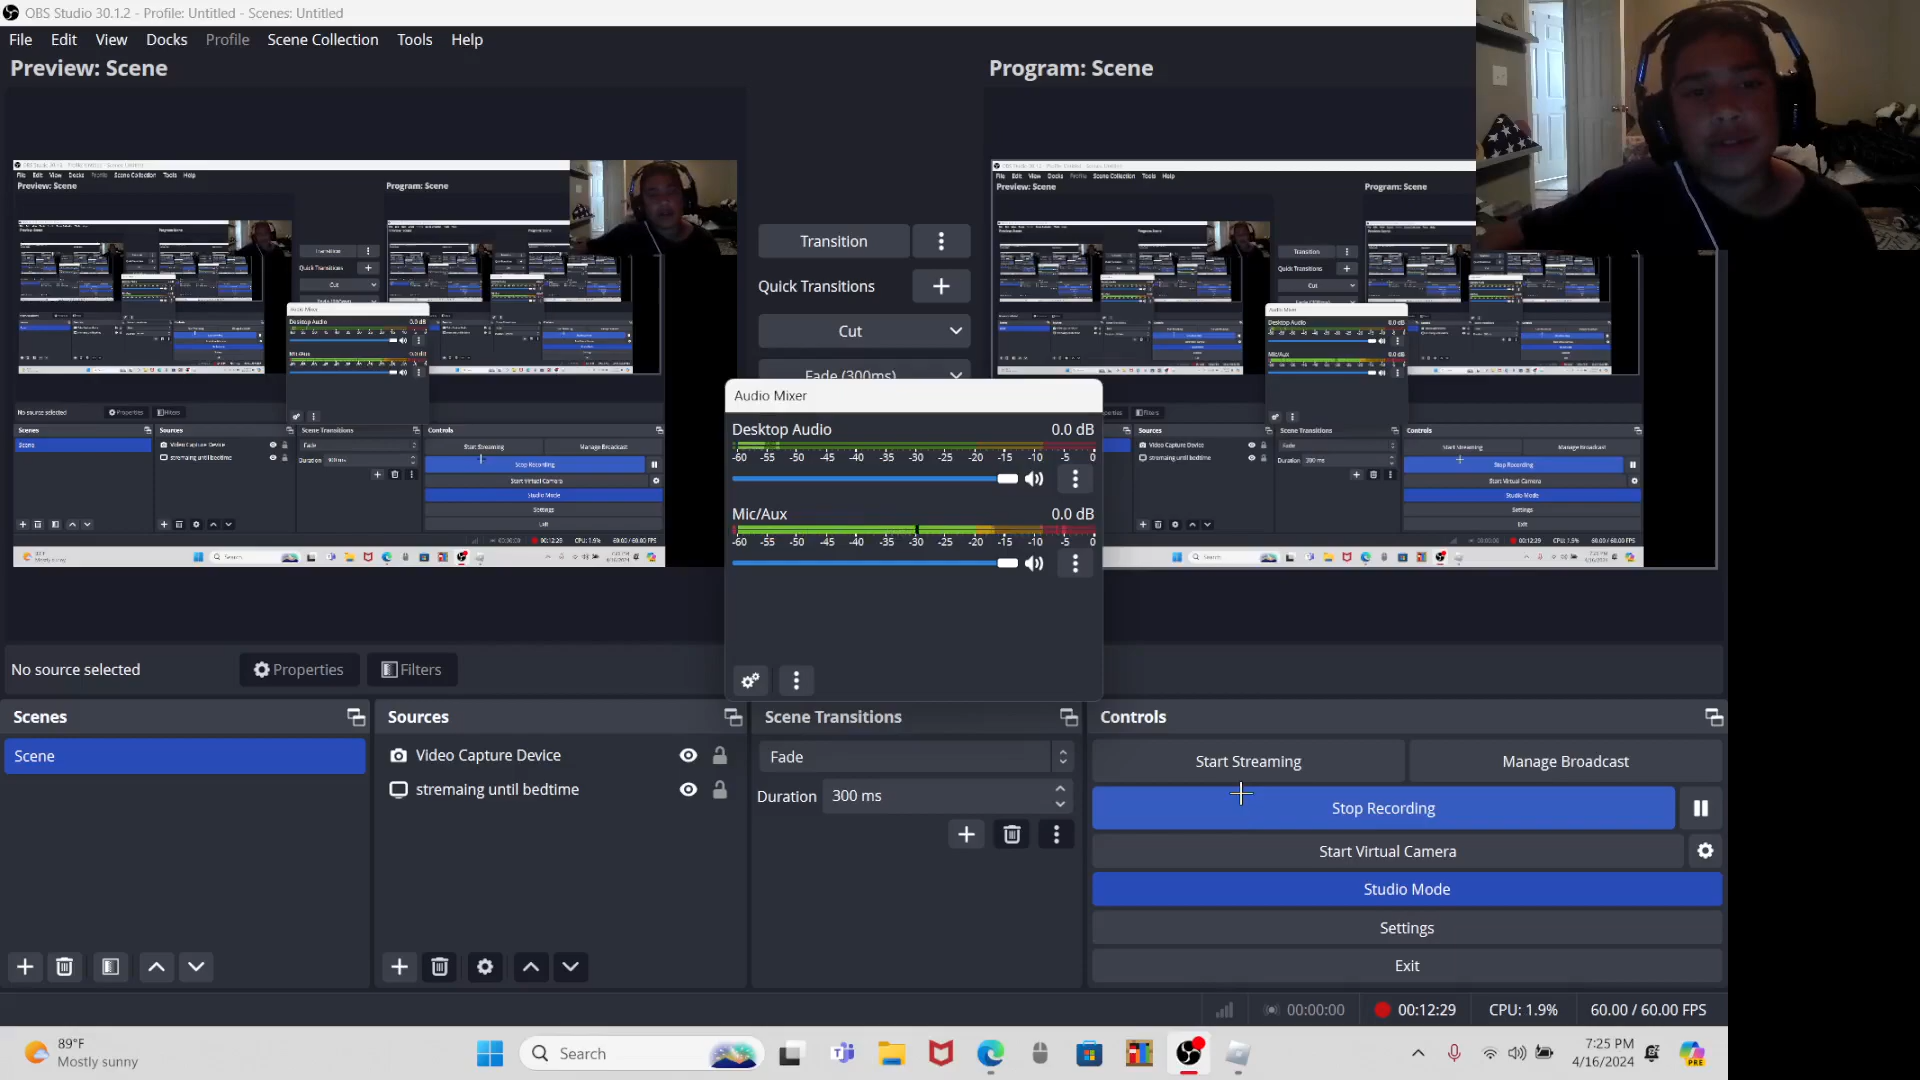 OBS Studio 30.1.2 - Profile: Untitled - Scenes: Untitled
File Edit View Docks Profile Scene Collection Tools Help
Preview: Scene
Program: Scene
Transition
Quick Transitions
Cut
Fade (300ms)
Audio Mixer
Desktop Audio 0.0 dB
-60 -55 -50 -45 -40 -35 -30 -25 -20 -15 -10 -5 0
Mic/Aux 0.0 dB
-60 -55 -50 -45 -40 -35 -30 -25 -20 -15 -10 -5 0
No source selected Properties Filters
Scenes
Scene
Sources
Video Capture Device
stremaing until bedtime
Scene Transitions
Fade
Duration 300 ms
Controls
Start Streaming Manage Broadcast
Stop Recording
Start Virtual Camera
Studio Mode
Settings
Exit
00:00:00 00:12:29 CPU: 1.9% 60.00 / 60.00 FPS
89°F
Mostly sunny
Search
7:25 PM
4/16/2024
PRE